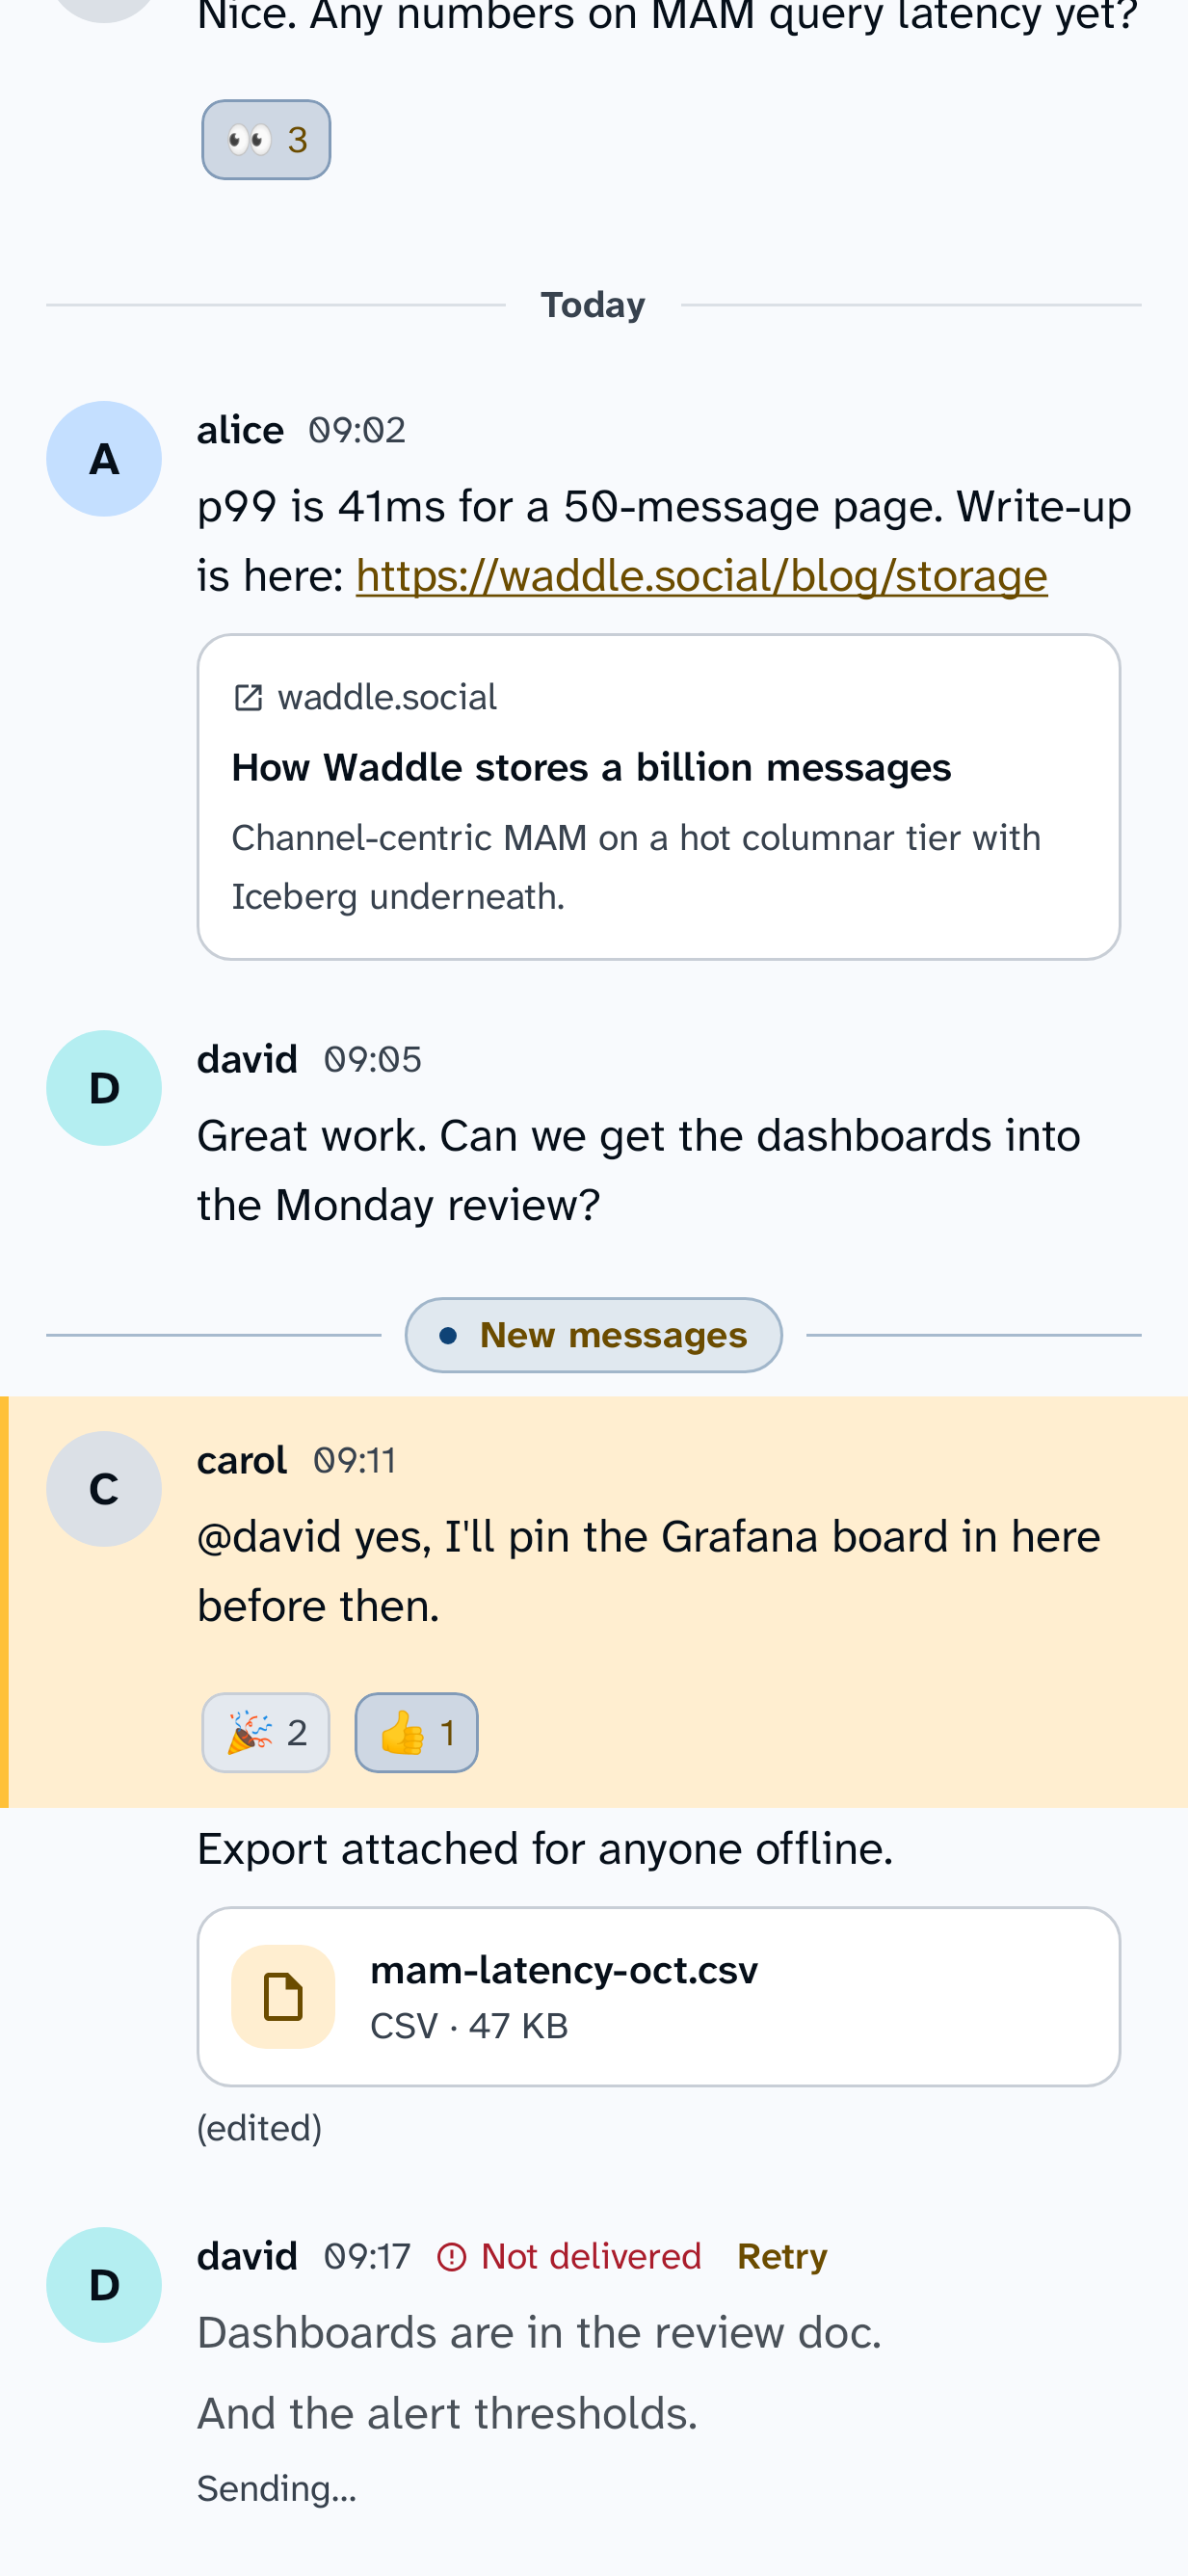 Nice. Any numbers on MAM query latency yet?
👀 3
Today
A
alice 09:02
p99 is 41ms for a 50-message page. Write-up
is here: https://waddle.social/blog/storage
waddle.social
How Waddle stores a billion messages
Channel-centric MAM on a hot columnar tier with
Iceberg underneath.
D
david 09:05
Great work. Can we get the dashboards into
the Monday review?
New messages
C
carol 09:11
@david yes, I'll pin the Grafana board in here
before then.
🎉 2 👍 1
Export attached for anyone offline.
mam-latency-oct.csv
CSV · 47 KB
(edited)
D
david 09:17 Not delivered Retry
Dashboards are in the review doc.
And the alert thresholds.
Sending...